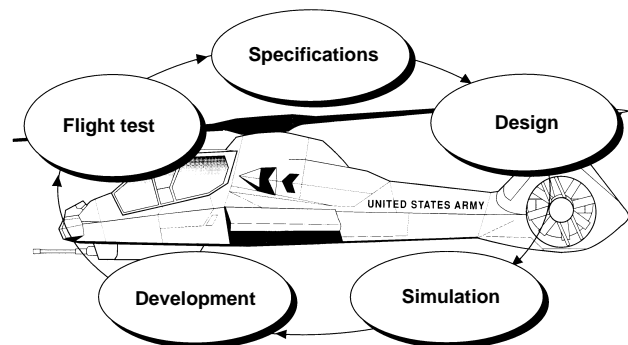 Specifications
Flight test
Design
UNITED STATES ARMY
Development
Simulation